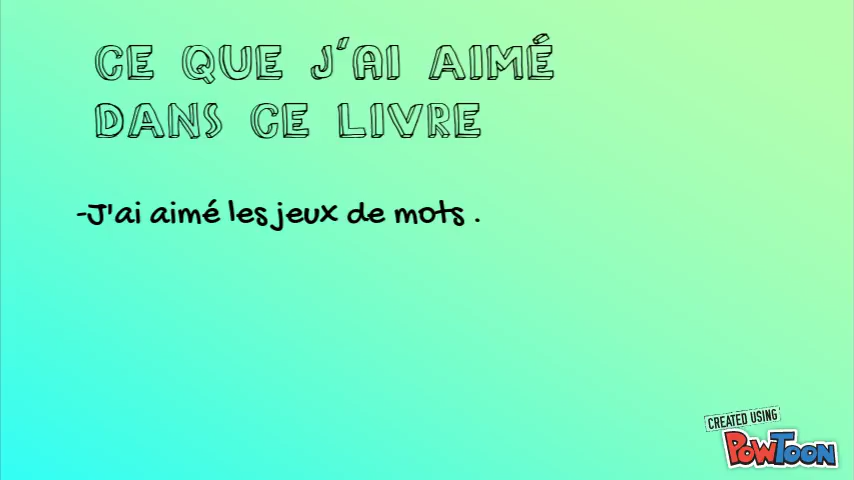 CE QUE J'AI AIMÉ
DANS CE LIVRE
-J'ai aimé les jeux de mots .
CREATED USING
POWTOON